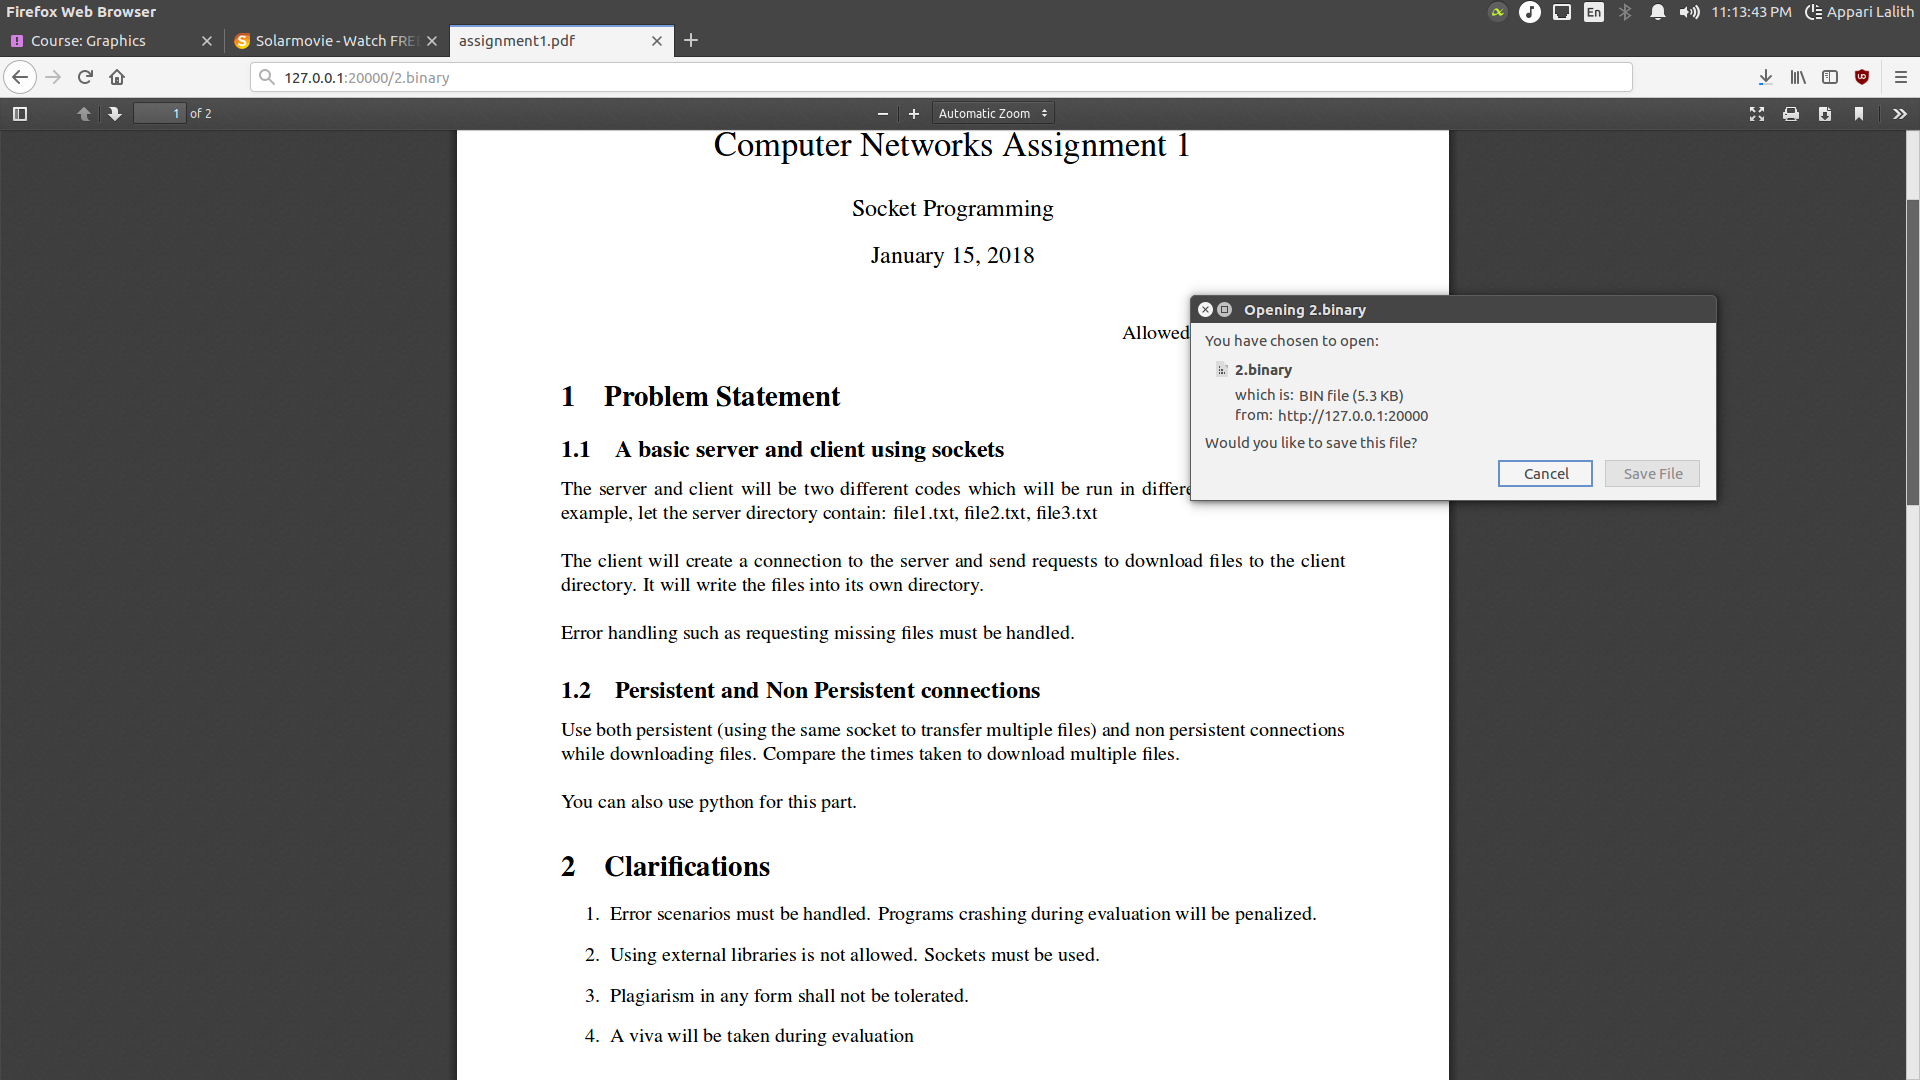 Firefox Web Browser
En
11:13:43 PM
Appari Lalith
Course: Graphics
Solarmovie - Watch FREE
assignment1.pdf
127.0.0.1:20000/2.binary
1 of 2
Automatic Zoom
Computer Networks Assignment 1
Socket Programming
January 15, 2018
Allowed
1 Problem Statement
1.1 A basic server and client using sockets
The server and client will be two different codes which will be run in differe
example, let the server directory contain: file1.txt, file2.txt, file3.txt
The client will create a connection to the server and send requests to download files to the client
directory. It will write the files into its own directory.
Error handling such as requesting missing files must be handled.
1.2 Persistent and Non Persistent connections
Use both persistent (using the same socket to transfer multiple files) and non persistent connections
while downloading files. Compare the times taken to download multiple files.
You can also use python for this part.
2 Clarifications
1. Error scenarios must be handled. Programs crashing during evaluation will be penalized.
2. Using external libraries is not allowed. Sockets must be used.
3. Plagiarism in any form shall not be tolerated.
4. A viva will be taken during evaluation
Opening 2.binary
You have chosen to open:
2.binary
which is: BIN file (5.3 KB)
from: http://127.0.0.1:20000
Would you like to save this file?
Cancel
Save File